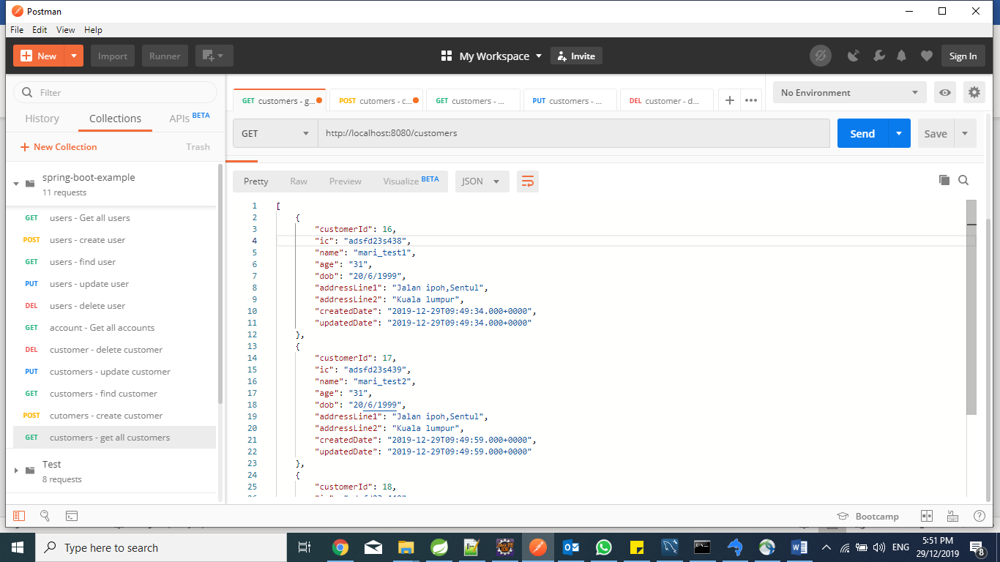 Postman
File Edit View Help
New Import Runner My Workspace Invite Sign In
Filter
History Collections APIs BETA
New Collection Trash
spring-boot-example
11 requests
GET users - Get all users
POST users - create user
GET users - find user
PUT users - update user
DEL users - delete user
GET account - Get all accounts
DEL customer - delete customer
PUT customers - update customer
GET customers - find customer
POST cutomers - create customer
GET customers - get all customers
Test
8 requests
GET customers - g... POST cutomers - c... GET customers - ... PUT customers - ... DEL customer - d... + ••• No Environment
GET http://localhost:8080/customers Send Save
Pretty Raw Preview Visualize BETA JSON
1 [
2 {
3 "customerId": 16,
4 "ic": "adsfd23s438",
5 "name": "mari_test1",
6 "age": "31",
7 "dob": "20/6/1999",
8 "addressLine1": "Jalan ipoh,Sentul",
9 "addressLine2": "Kuala lumpur",
10 "createdDate": "2019-12-29T09:49:34.000+0000",
11 "updatedDate": "2019-12-29T09:49:34.000+0000"
12 },
13 {
14 "customerId": 17,
15 "ic": "adsfd23s439",
16 "name": "mari_test2",
17 "age": "31",
18 "dob": "20/6/1999",
19 "addressLine1": "Jalan ipoh,Sentul",
20 "addressLine2": "Kuala lumpur",
21 "createdDate": "2019-12-29T09:49:59.000+0000",
22 "updatedDate": "2019-12-29T09:49:59.000+0000"
23 },
24 {
25 "customerId": 18,
Bootcamp
Type here to search
ENG
5:51 PM
29/12/2019
8